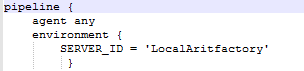 pipeline {
    agent any
    environment {
        SERVER_ID = 'LocalAritfactory'
         }